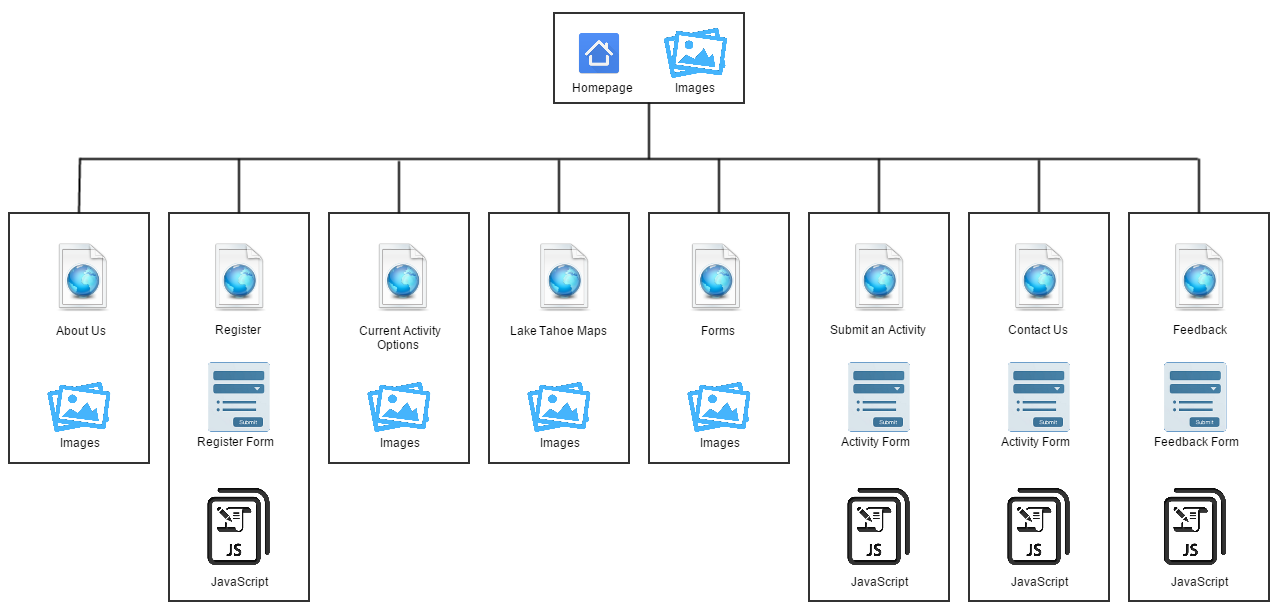 Homepage
Images
About Us
Images
Register
Submit
Register Form
JS
JavaScript
Current Activity
Options
Images
Lake Tahoe Maps
Images
Forms
Images
Submit an Activity
Submit
Activity Form
JS
JavaScript
Contact Us
Submit
Activity Form
JS
JavaScript
Feedback
Submit
Feedback Form
JS
JavaScript